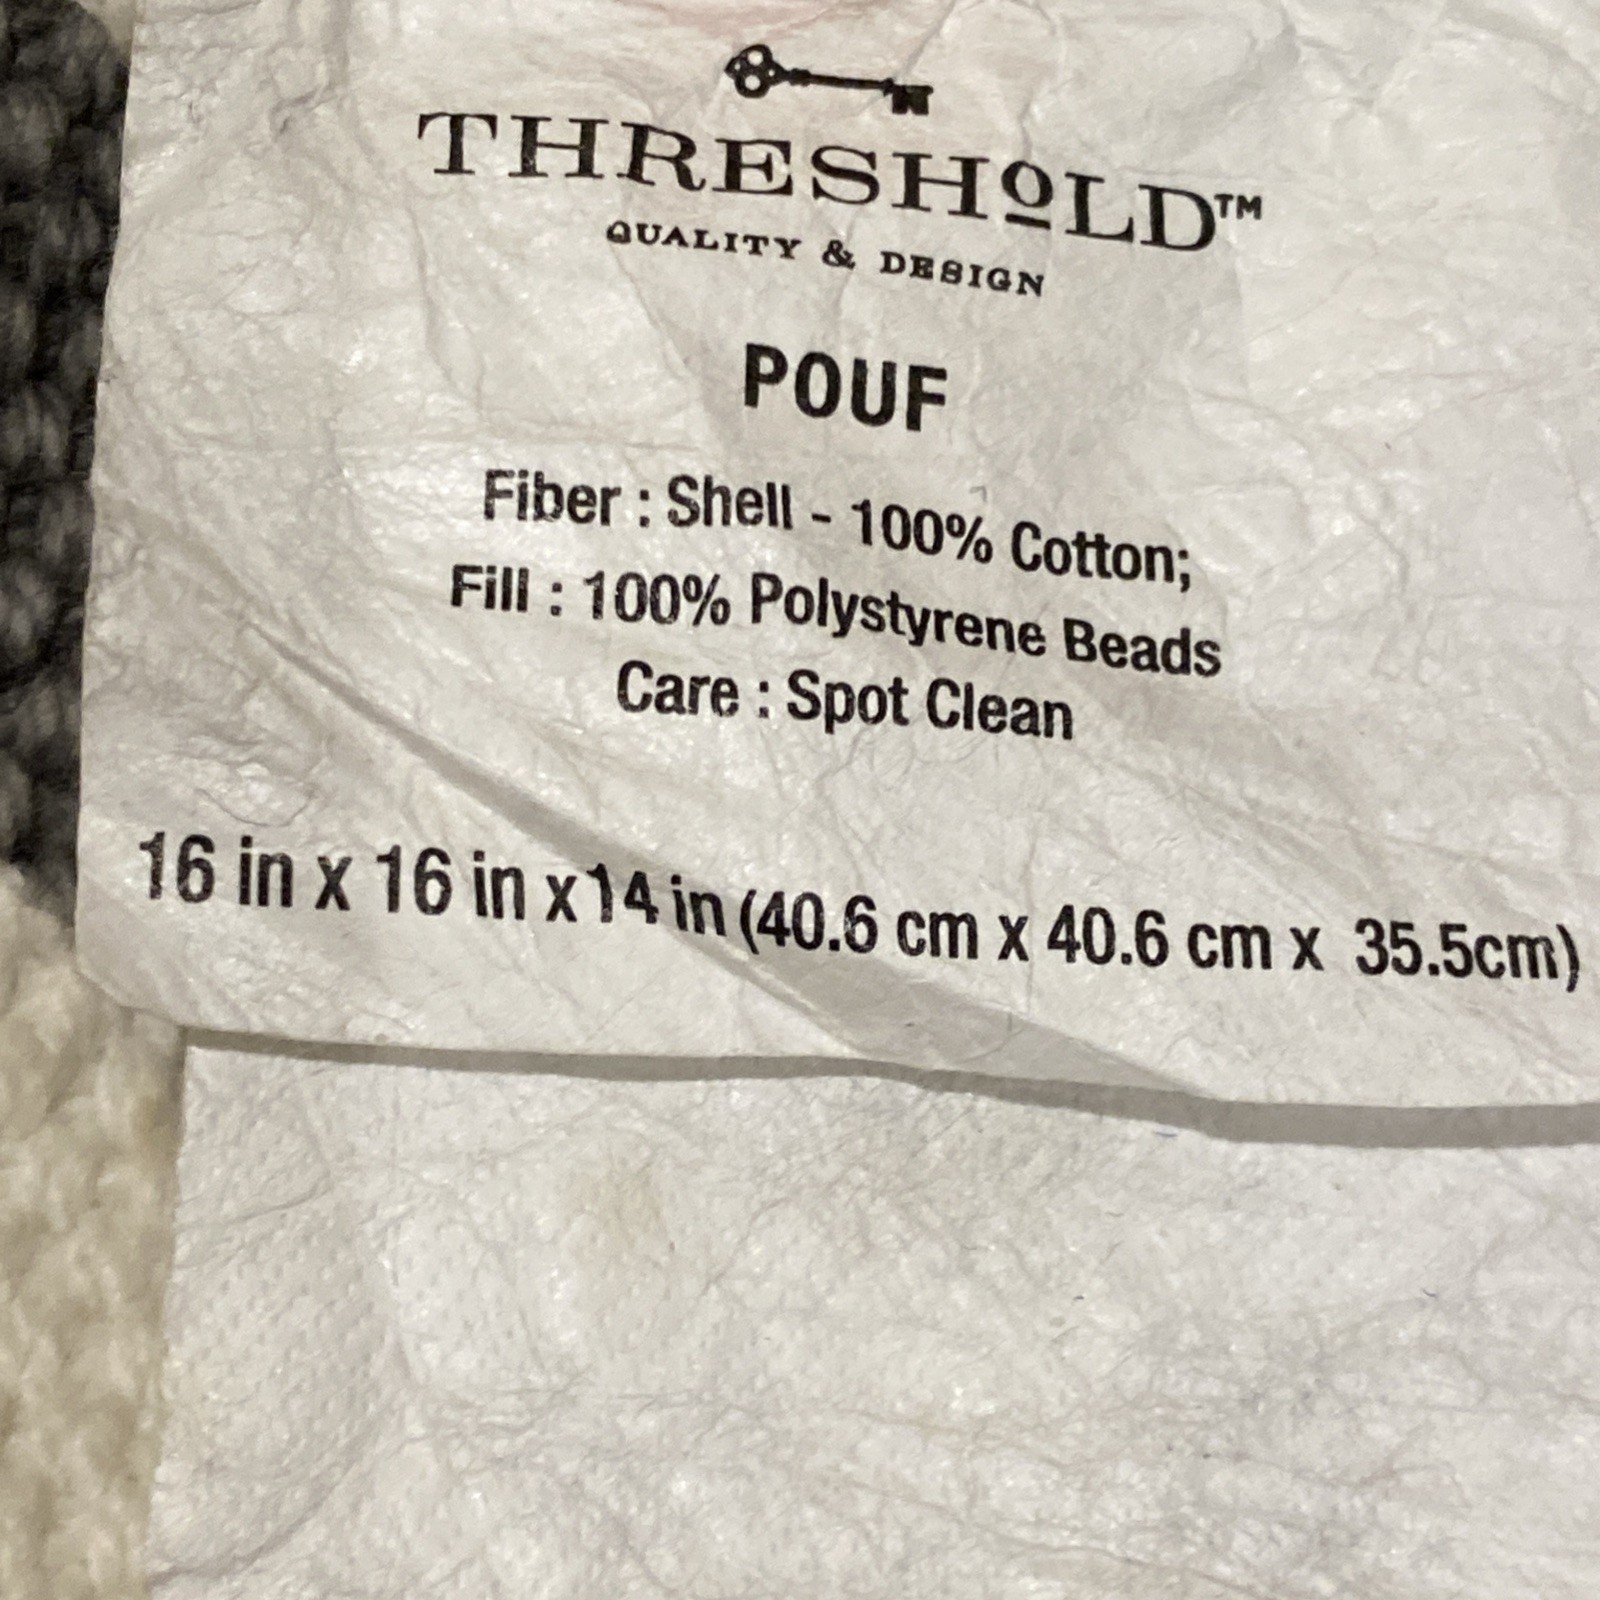 THRESHOLD™
QUALITY & DESIGN
POUF
Fiber : Shell - 100% Cotton;
Fill : 100% Polystyrene Beads
Care : Spot Clean
16 in x 16 in x 14 in (40.6 cm x 40.6 cm x 35.5cm)